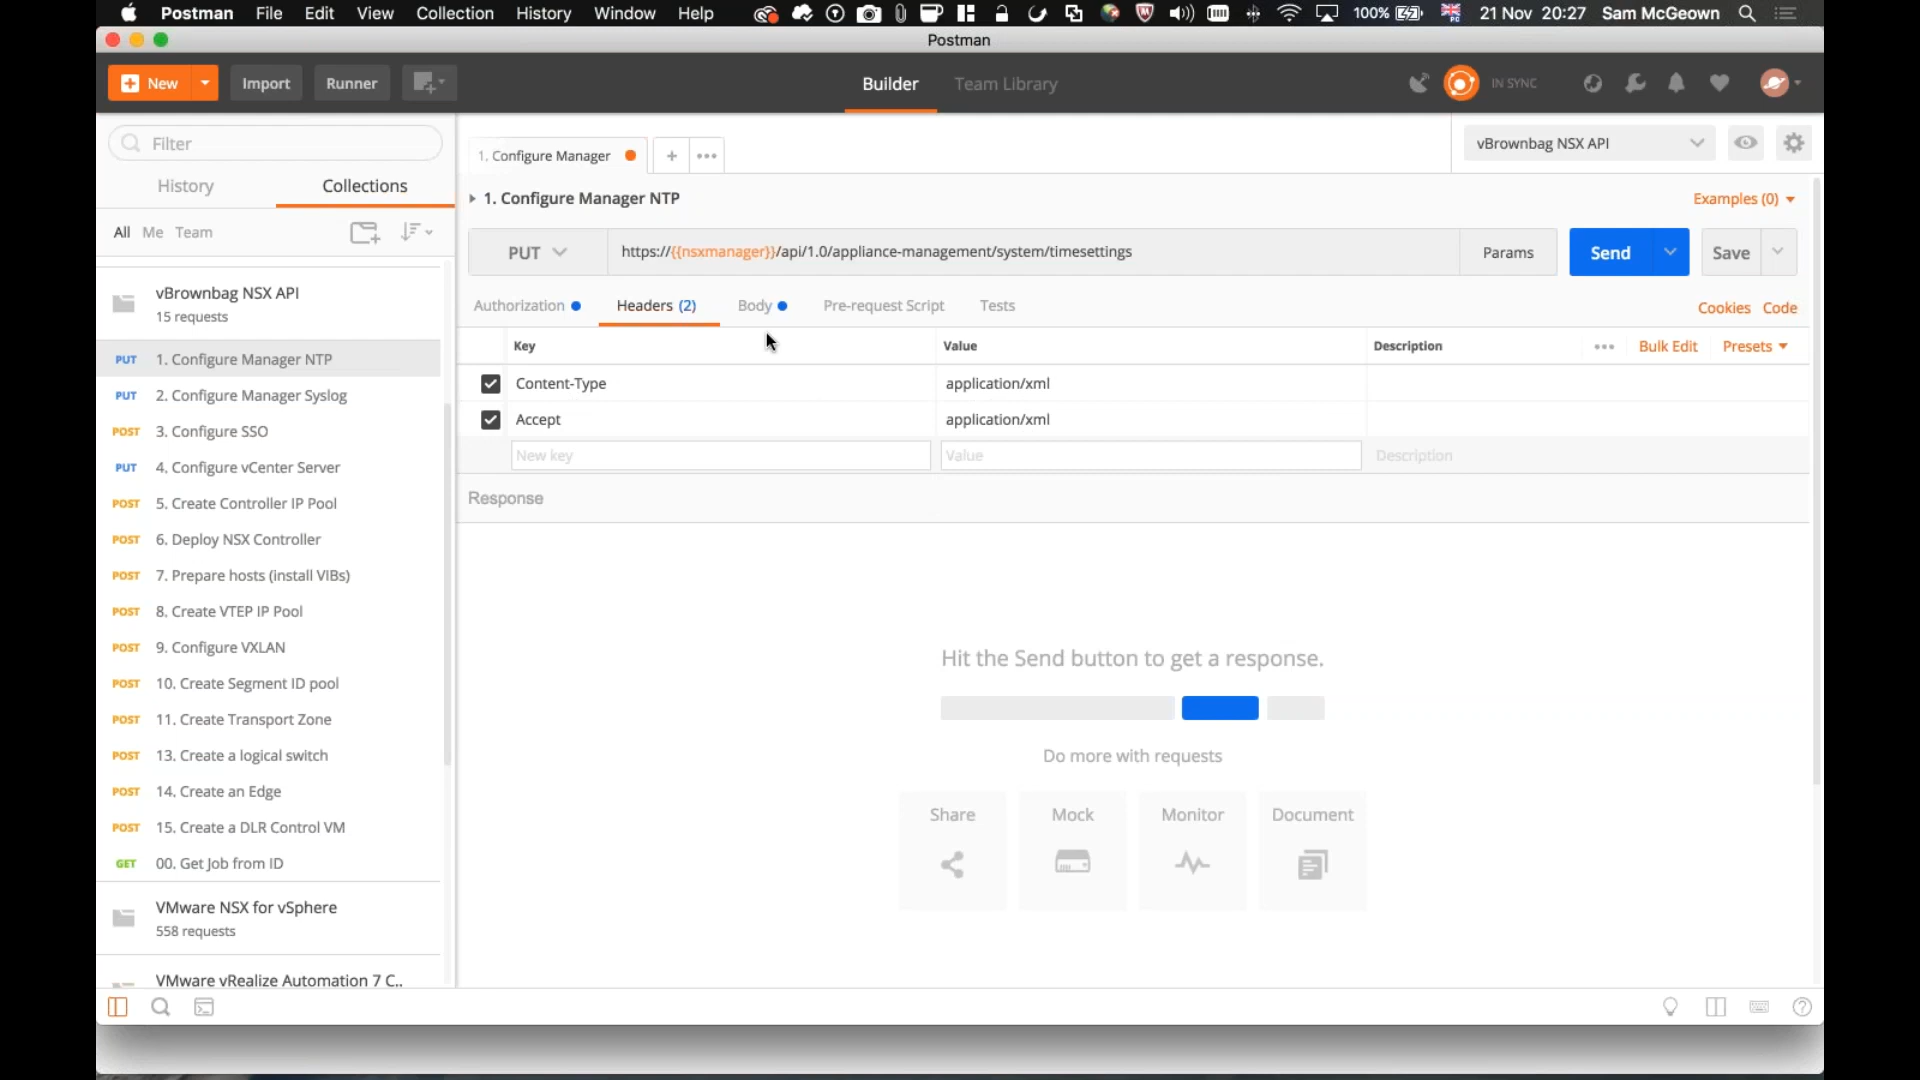 Postman File Edit View Collection History Window Help 100% 21 Nov 20:27 Sam McGeown
Postman
New Import Runner Builder Team Library IN SYNC
Filter
History Collections
All Me Team
vBrownbag NSX API
15 requests
PUT 1. Configure Manager NTP
PUT 2. Configure Manager Syslog
POST 3. Configure SSO
PUT 4. Configure vCenter Server
POST 5. Create Controller IP Pool
POST 6. Deploy NSX Controller
POST 7. Prepare hosts (install VIBs)
POST 8. Create VTEP IP Pool
POST 9. Configure VXLAN
POST 10. Create Segment ID pool
POST 11. Create Transport Zone
POST 13. Create a logical switch
POST 14. Create an Edge
POST 15. Create a DLR Control VM
GET 00. Get Job from ID
VMware NSX for vSphere
558 requests
VMware vRealize Automation 7 C..
1. Configure Manager + ••• vBrownbag NSX API
1. Configure Manager NTP Examples (0)
PUT https://{{nsxmanager}}/api/1.0/appliance-management/system/timesettings Params Send Save
Authorization Headers (2) Body Pre-request Script Tests Cookies Code
Key Value Description ••• Bulk Edit Presets
Content-Type application/xml
Accept application/xml
New key Value Description
Response
Hit the Send button to get a response.
Do more with requests
Share Mock Monitor Document